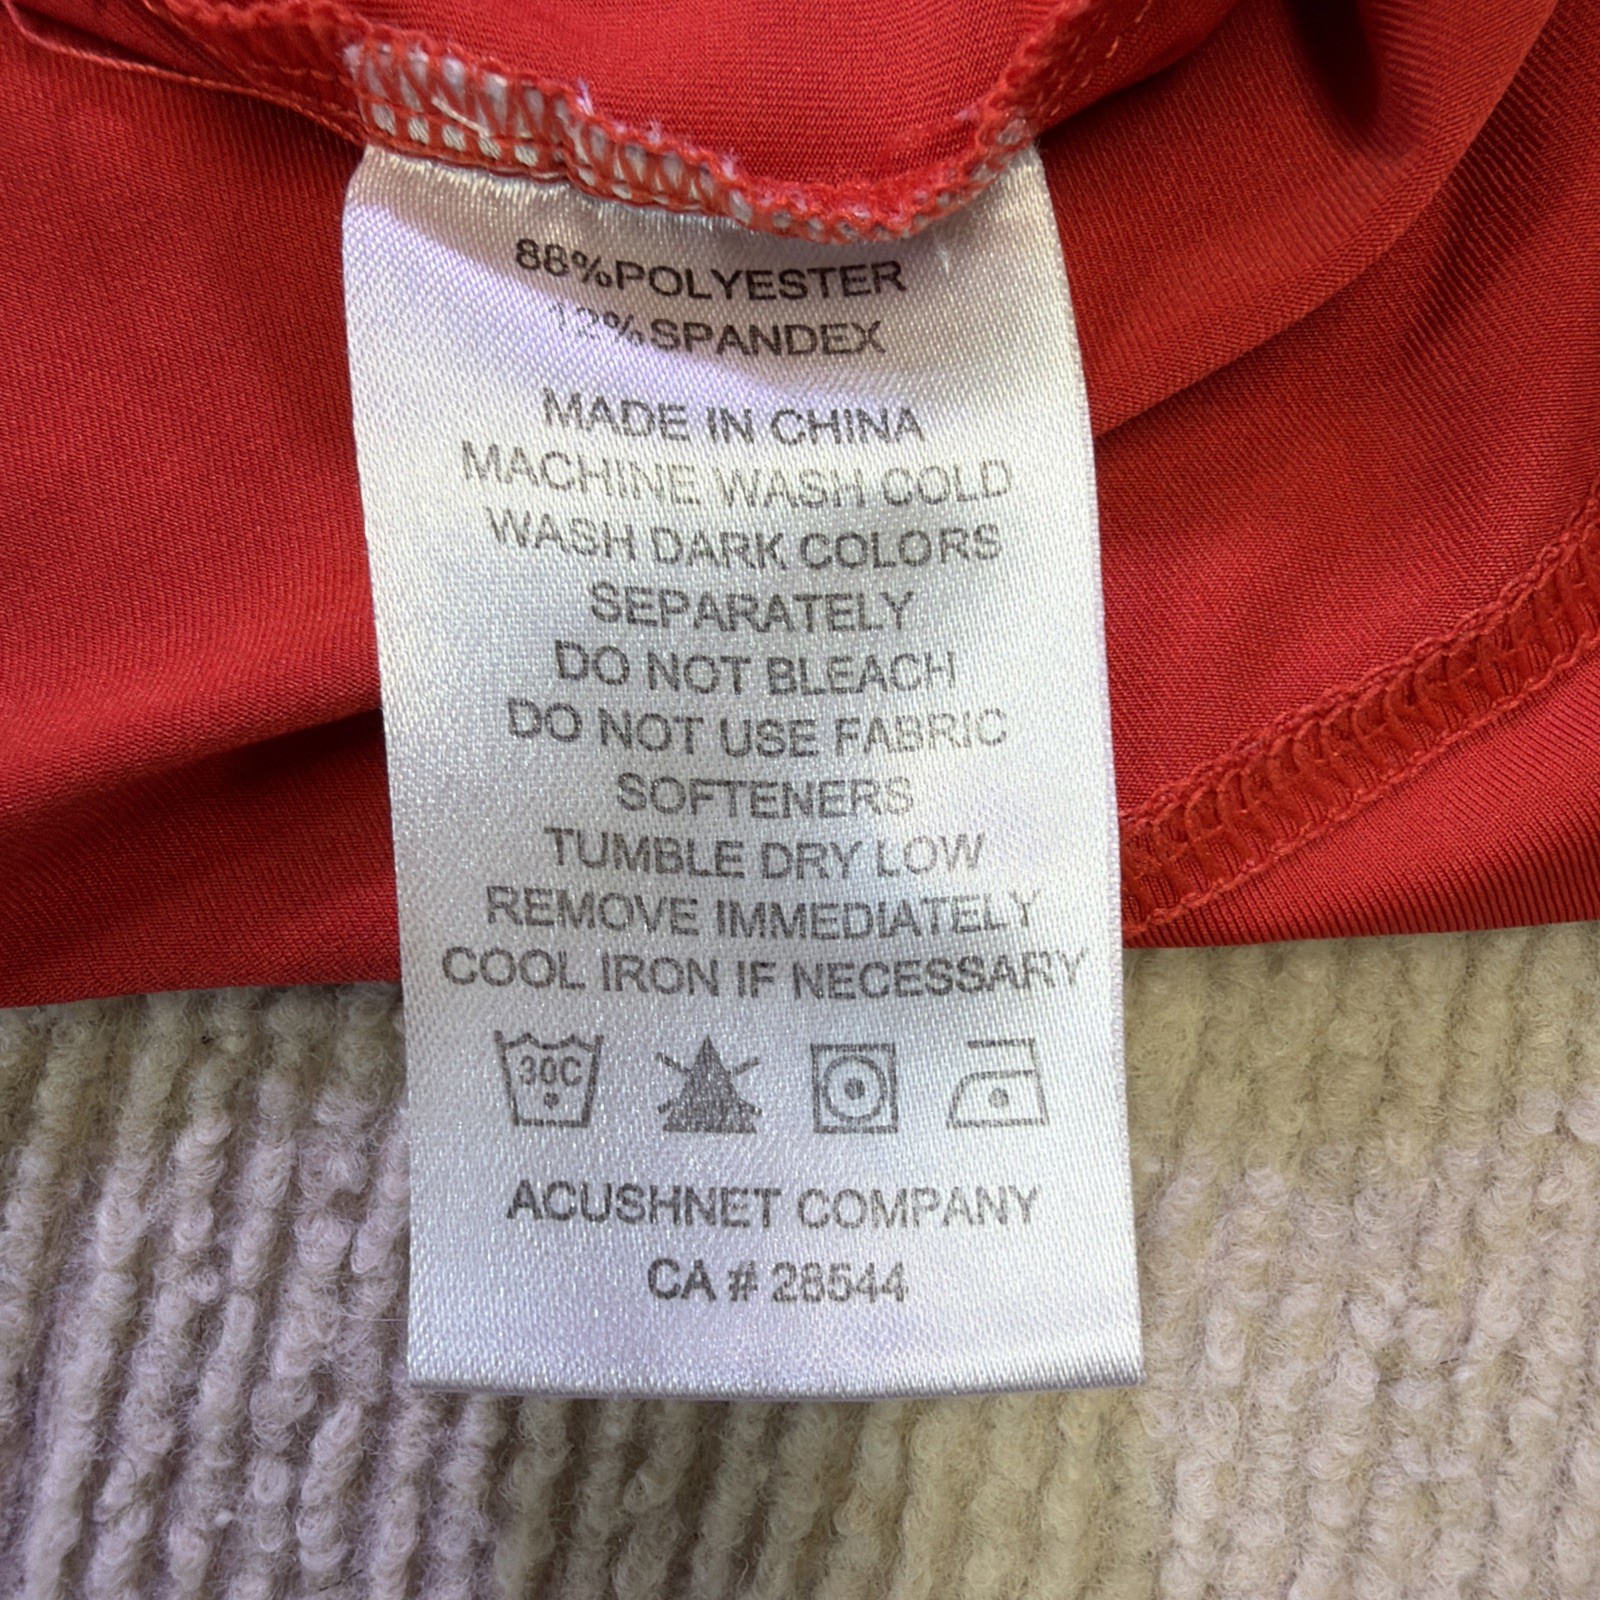 88%POLYESTER
12%SPANDEX
MADE IN CHINA
MACHINE WASH COLD
WASH DARK COLORS
SEPARATELY
DO NOT BLEACH
DO NOT USE FABRIC
SOFTENERS
TUMBLE DRY LOW
REMOVE IMMEDIATELY
COOL IRON IF NECESSARY
30C
ACUSHNET COMPANY
CA # 28544